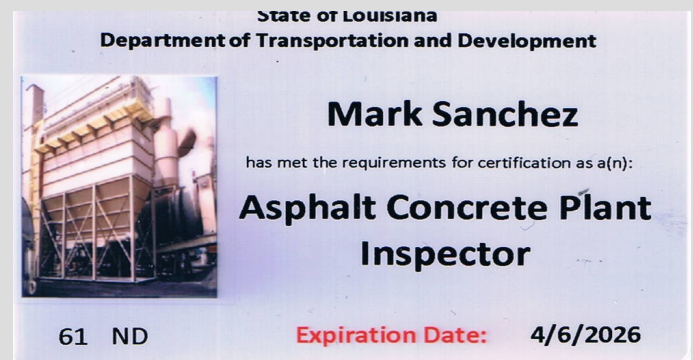 State of Louisiana
Department of Transportation and Development
Mark Sanchez
has met the requirements for certification as a(n):
Asphalt Concrete Plant
Inspector
61 ND
Expiration Date: 4/6/2026